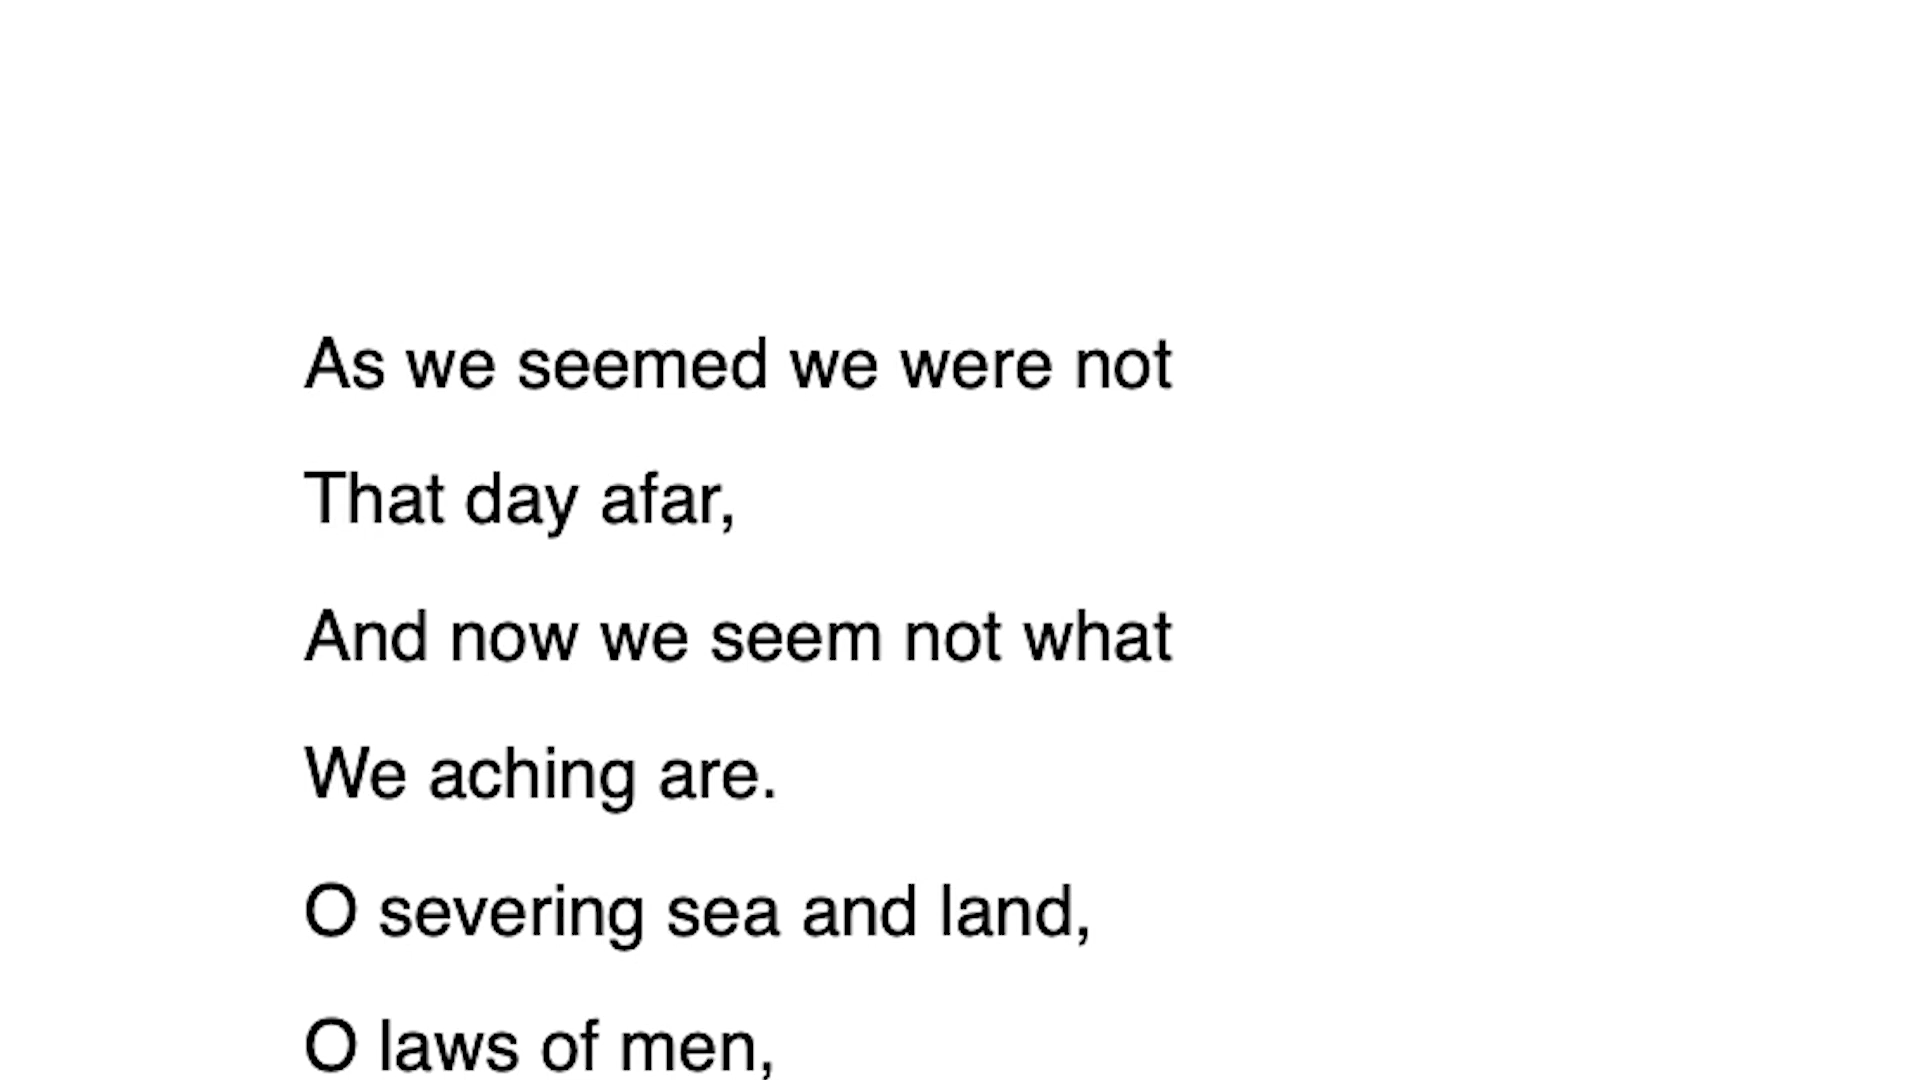 As we seemed we were not
That day afar,
And now we seem not what
We aching are.
O severing sea and land,
O laws of men,